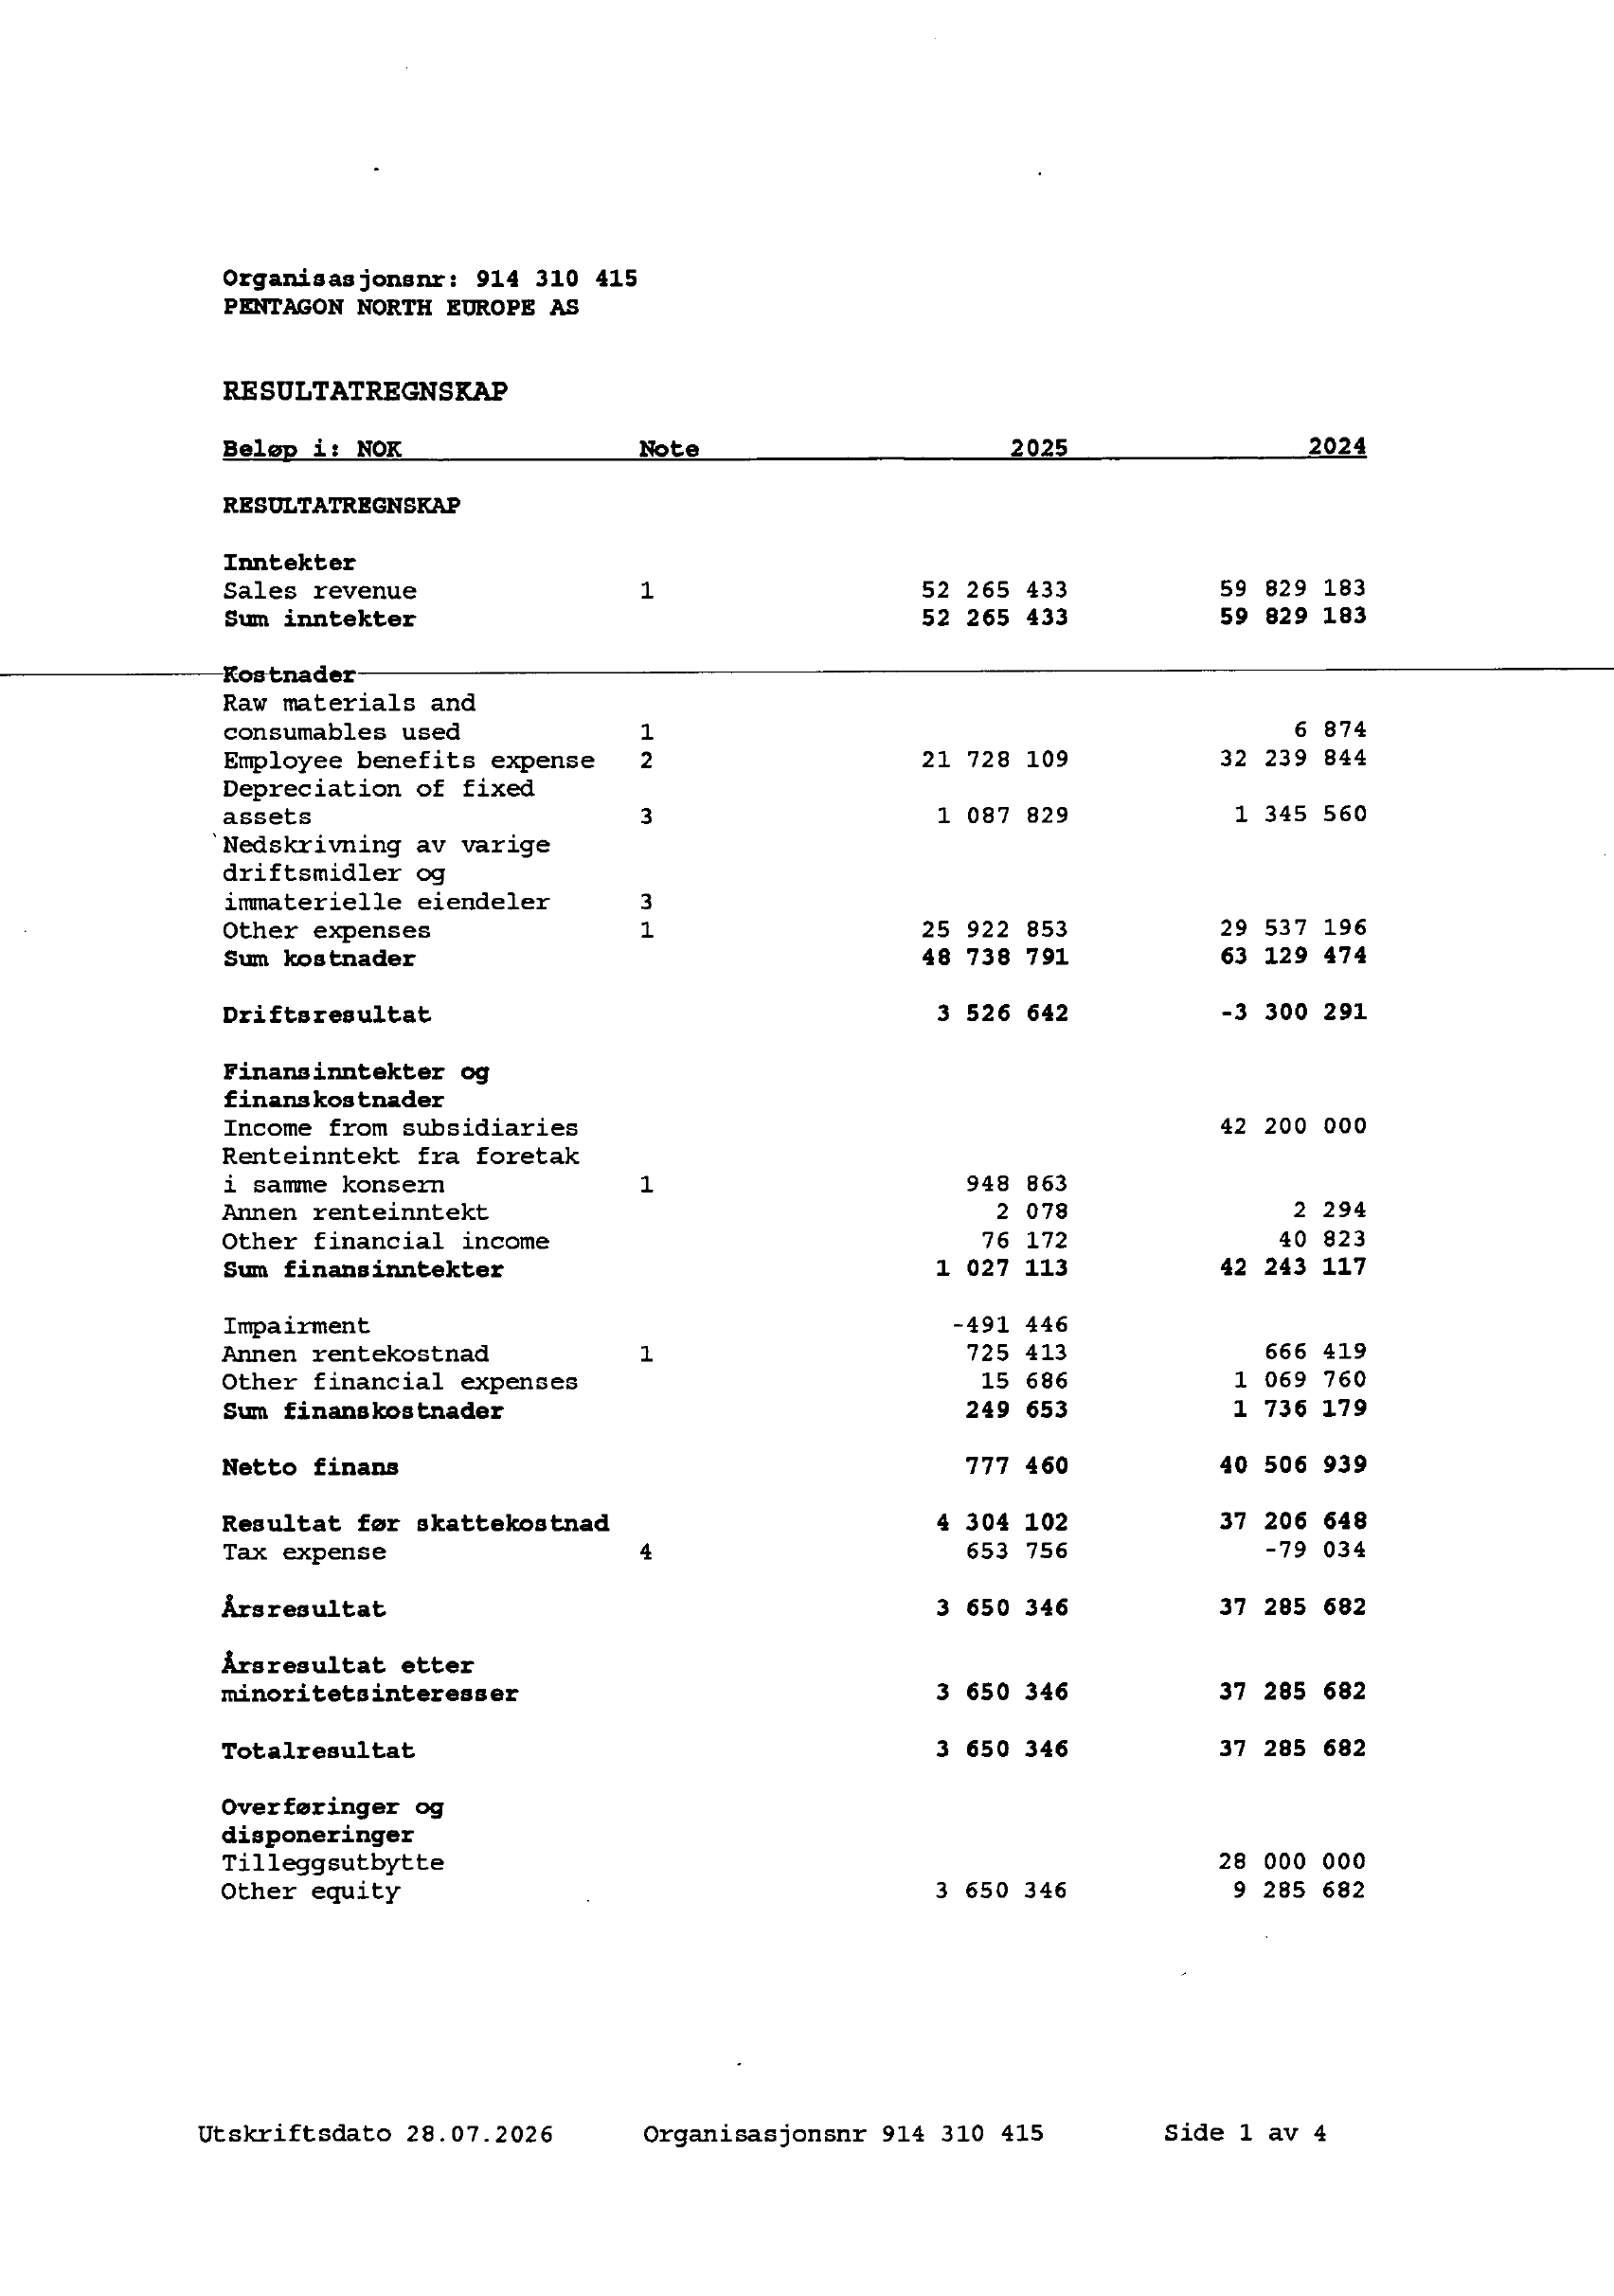 Organisasjonsnr: 914 310 415
PENTAGON NORTH EUROPE AS
RESULTATREGNSKAP
Beløp i: NOK Note 2025 2024
RESULTATREGNSKAP
Inntekter
Sales revenue 1 52 265 433 59 829 183
Sum inntekter 52 265 433 59 829 183
Kostnader
Raw materials and
consumables used 1 6 874
Employee benefits expense 2 21 728 109 32 239 844
Depreciation of fixed
assets 3 1 087 829 1 345 560
Nedskrivning av varige
driftsmidler og
immaterielle eiendeler 3
Other expenses 1 25 922 853 29 537 196
Sum kostnader 48 738 791 63 129 474
Driftsresultat 3 526 642 -3 300 291
Finansinntekter og
finanskostnader
Income from subsidiaries 42 200 000
Renteinntekt fra foretak
i samme konsern 1 948 863
Annen renteinntekt 2 078 2 294
Other financial income 76 172 40 823
Sum finansinntekter 1 027 113 42 243 117
Impairment -491 446
Annen rentekostnad 1 725 413 666 419
Other financial expenses 15 686 1 069 760
Sum finanskostnader 249 653 1 736 179
Netto finans 777 460 40 506 939
Resultat før skattekostnad 4 304 102 37 206 648
Tax expense 4 653 756 -79 034
Årsresultat 3 650 346 37 285 682
Årsresultat etter
minoritetsinteresser 3 650 346 37 285 682
Totalresultat 3 650 346 37 285 682
Overføringer og
disponeringer
Tilleggsutbytte 28 000 000
Other equity 3 650 346 9 285 682
Utskriftsdato 28.07.2026 Organisasjonsnr 914 310 415 Side 1 av 4